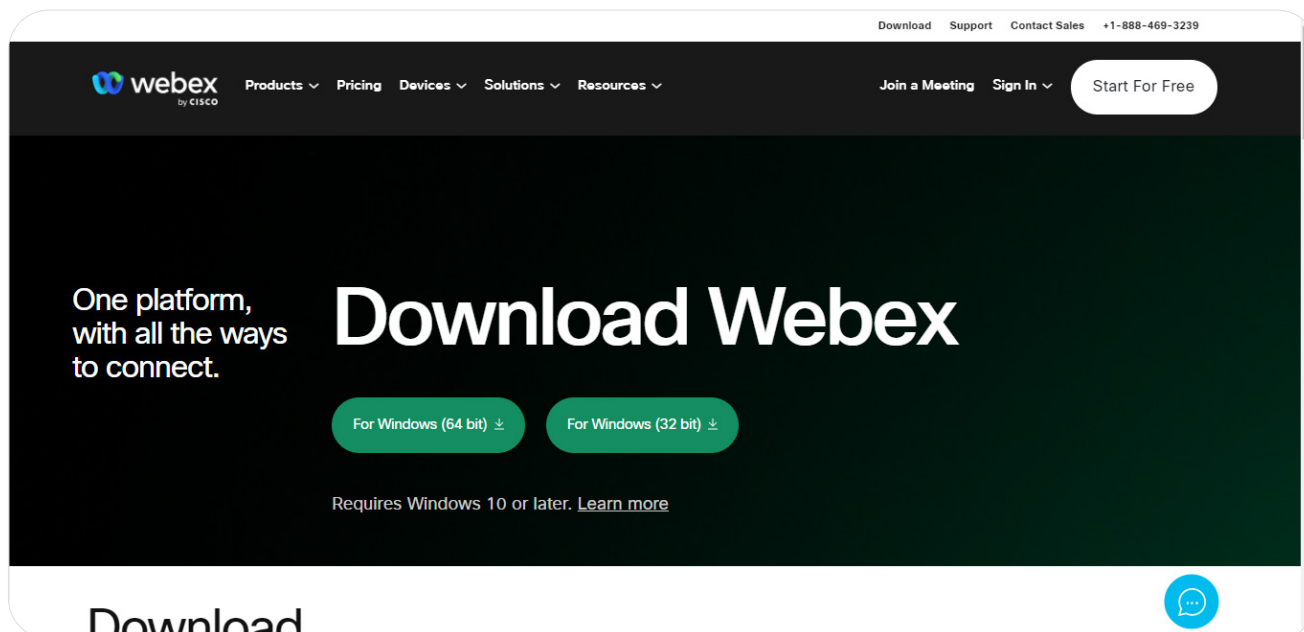 Download Support Contact Sales +1-888-469-3239
webex by CISCO Products Pricing Devices Solutions Resources Join a Meeting Sign In Start For Free
One platform,
with all the ways
to connect.
Download Webex
For Windows (64 bit) For Windows (32 bit)
Requires Windows 10 or later. Learn more
Download